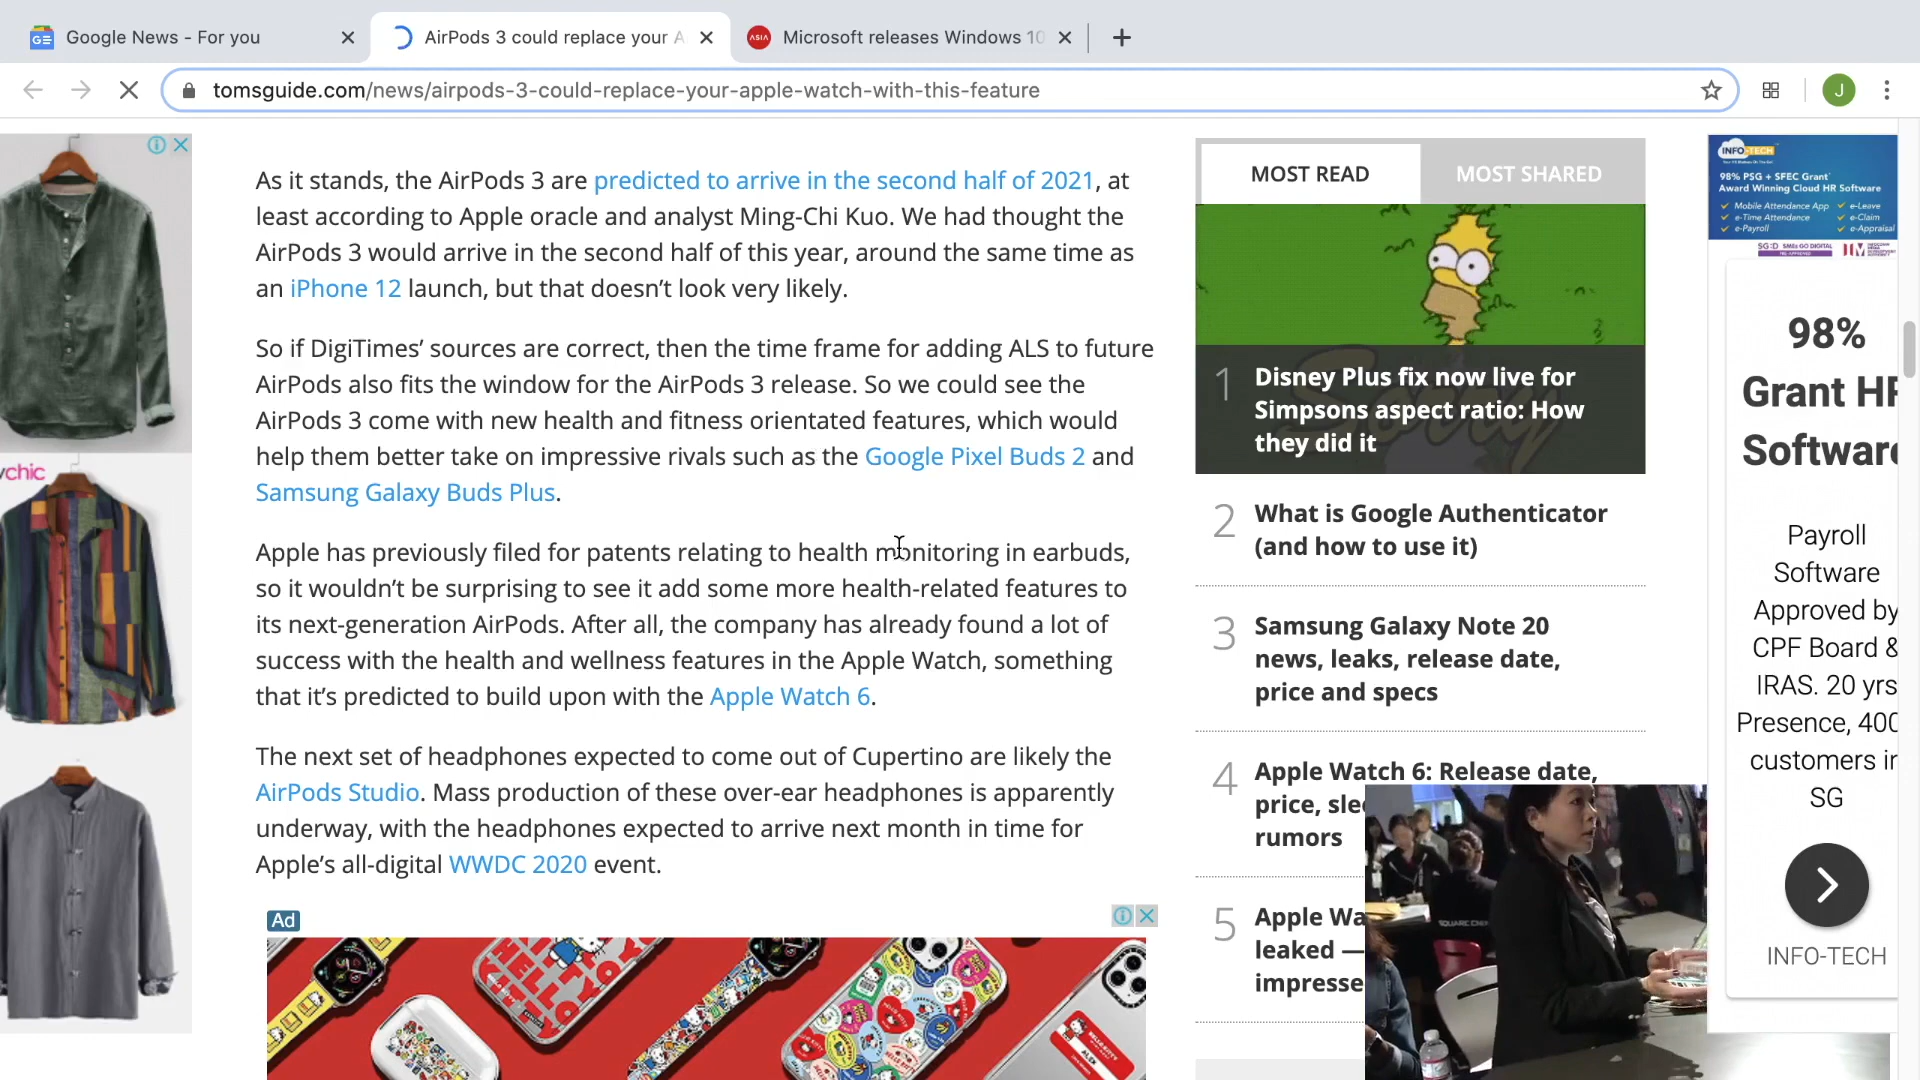 Google News - For you
AirPods 3 could replace your A
ASIA
Microsoft releases Windows 10
tomsguide.com/news/airpods-3-could-replace-your-apple-watch-with-this-feature
J
ychic
As it stands, the AirPods 3 are predicted to arrive in the second half of 2021, at
least according to Apple oracle and analyst Ming-Chi Kuo. We had thought the
AirPods 3 would arrive in the second half of this year, around the same time as
an iPhone 12 launch, but that doesn’t look very likely.
So if DigiTimes’ sources are correct, then the time frame for adding ALS to future
AirPods also fits the window for the AirPods 3 release. So we could see the
AirPods 3 come with new health and fitness orientated features, which would
help them better take on impressive rivals such as the Google Pixel Buds 2 and
Samsung Galaxy Buds Plus.
Apple has previously filed for patents relating to health monitoring in earbuds,
so it wouldn’t be surprising to see it add some more health-related features to
its next-generation AirPods. After all, the company has already found a lot of
success with the health and wellness features in the Apple Watch, something
that it’s predicted to build upon with the Apple Watch 6.
The next set of headphones expected to come out of Cupertino are likely the
AirPods Studio. Mass production of these over-ear headphones is apparently
underway, with the headphones expected to arrive next month in time for
Apple’s all-digital WWDC 2020 event.
Ad
MOST READ
MOST SHARED
1
Disney Plus fix now live for
Simpsons aspect ratio: How
they did it
Sorry
2
What is Google Authenticator
(and how to use it)
3
Samsung Galaxy Note 20
news, leaks, release date,
price and specs
4
Apple Watch 6: Release date,
price, slee
rumors
5
Apple Wa
leaked —
impresse
INFO-TECH
98% PSG + SFEC Grant*
Award Winning Cloud HR Software
Mobile Attendance App
e-Leave
e-Time Attendance
e-Claim
e-Payroll
e-Appraisal
SG:D SMEs GO DIGITAL
98%
Grant HR
Software
Payroll
Software
Approved by
CPF Board &
IRAS. 20 yrs
Presence, 400
customers in
SG
INFO-TECH